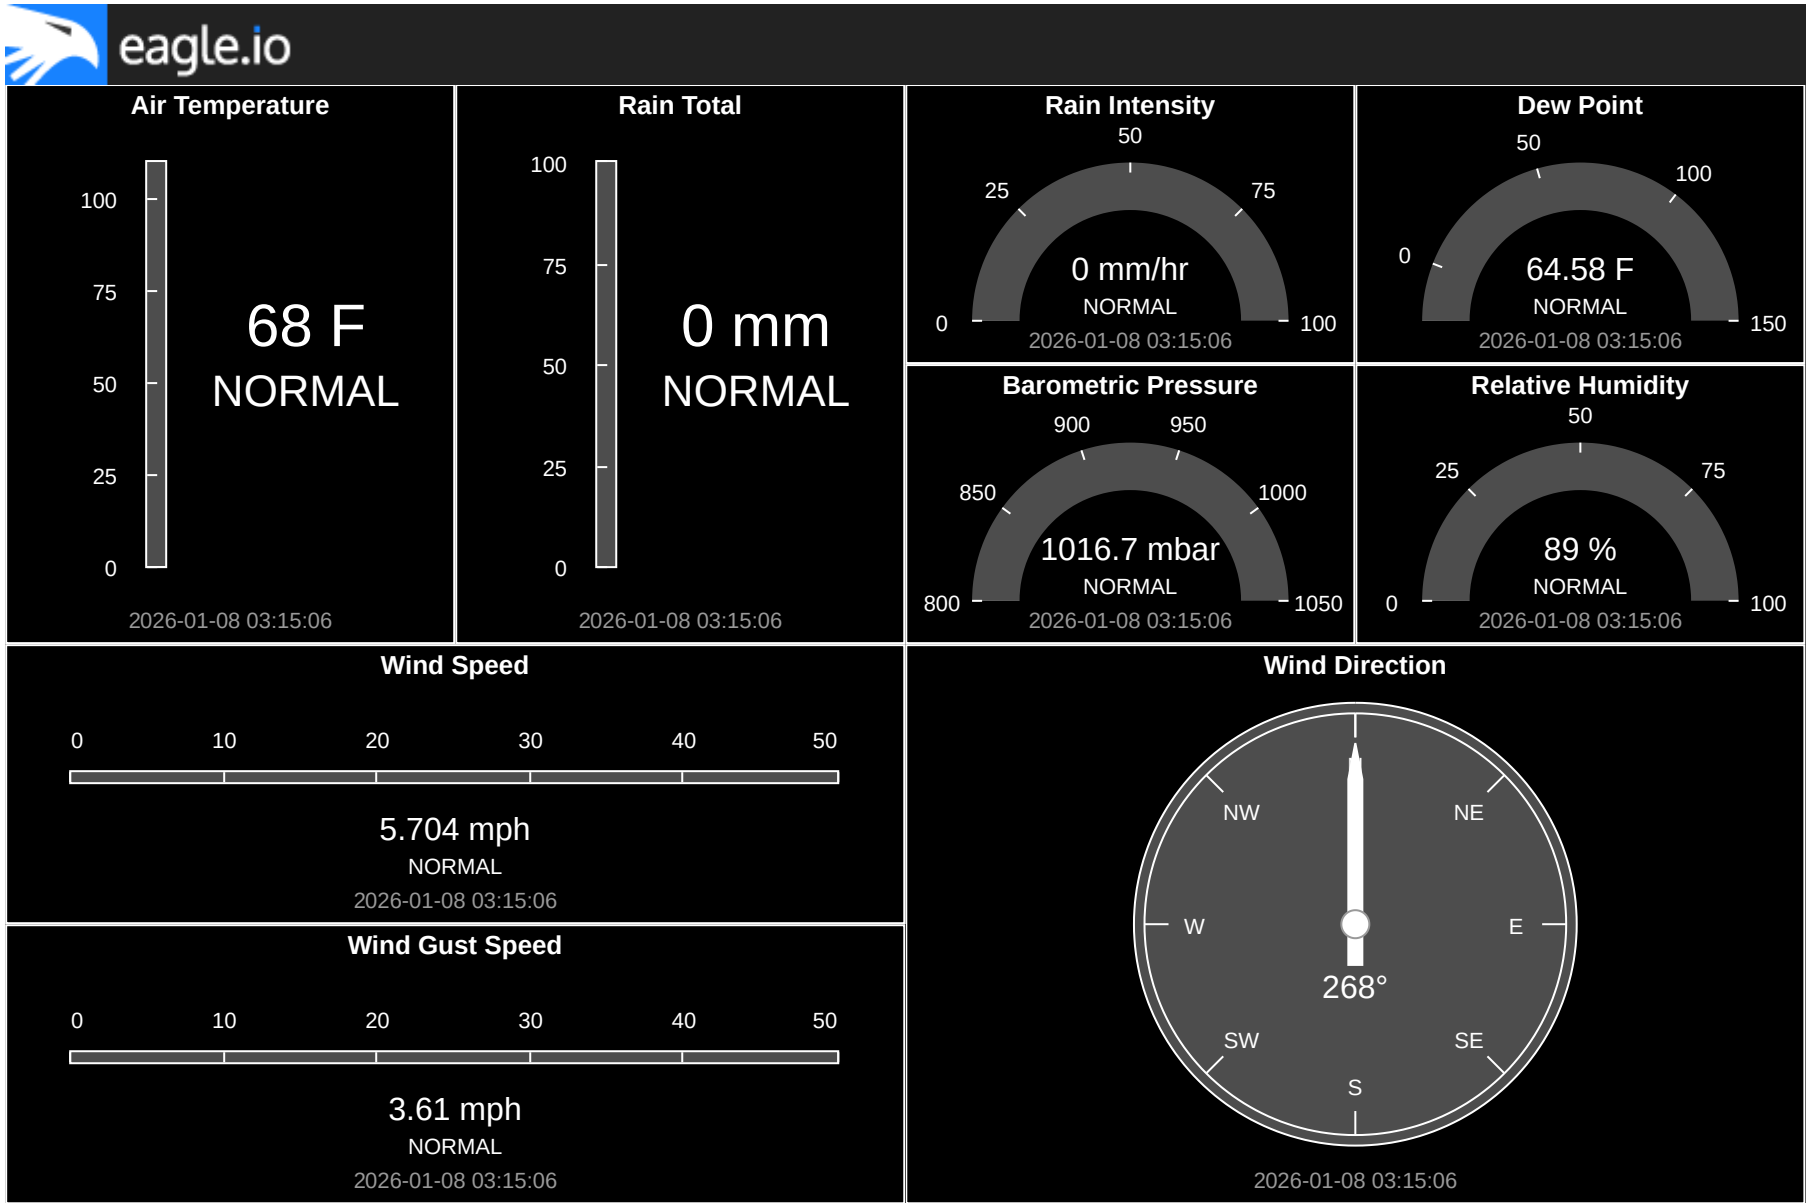 eagle.io
Air Temperature
100
75
50
25
0
68 F
NORMAL
2026-01-08 03:15:06
Rain Total
100
75
50
25
0
0 mm
NORMAL
2026-01-08 03:15:06
Rain Intensity
50
25
75
0
100
0 mm/hr
NORMAL
2026-01-08 03:15:06
Dew Point
50
100
0
150
64.58 F
NORMAL
2026-01-08 03:15:06
Barometric Pressure
900
950
850
1000
800
1050
1016.7 mbar
NORMAL
2026-01-08 03:15:06
Relative Humidity
50
25
75
0
100
89 %
NORMAL
2026-01-08 03:15:06
Wind Speed
0 10 20 30 40 50
5.704 mph
NORMAL
2026-01-08 03:15:06
Wind Gust Speed
0 10 20 30 40 50
3.61 mph
NORMAL
2026-01-08 03:15:06
Wind Direction
NW NE
W E
268°
SW SE
S
2026-01-08 03:15:06